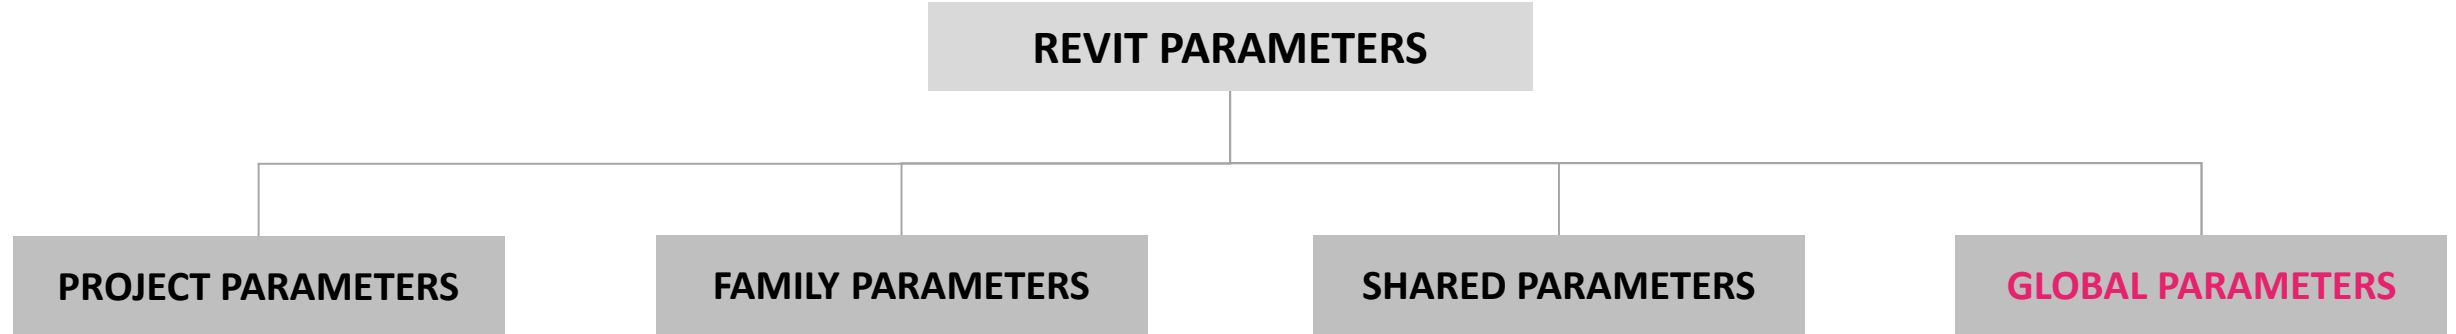 REVIT PARAMETERS
PROJECT PARAMETERS
FAMILY PARAMETERS
SHARED PARAMETERS
GLOBAL PARAMETERS